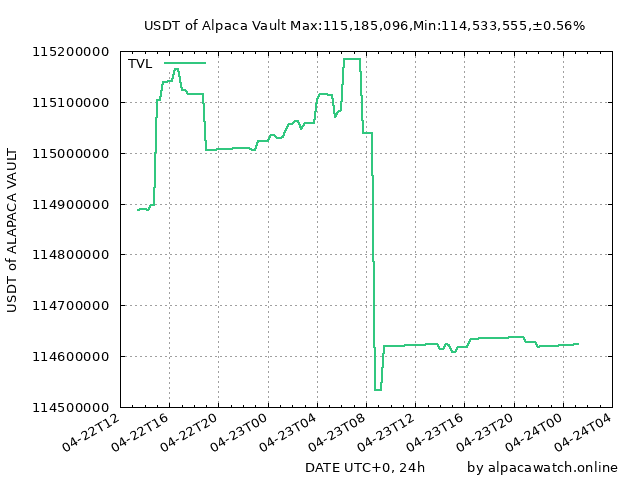 USDT of Alpaca Vault Max:115,185,096,Min:114,533,555,±0.56%
TVL
115200000
115100000
115000000
114900000
114800000
114700000
114600000
114500000
USDT of ALAPACA VAULT
04-22T12
04-22T16
04-22T20
04-23T00
04-23T04
04-23T08
04-23T12
04-23T16
04-23T20
04-24T00
04-24T04
DATE UTC+0, 24h
by alpacawatch.online